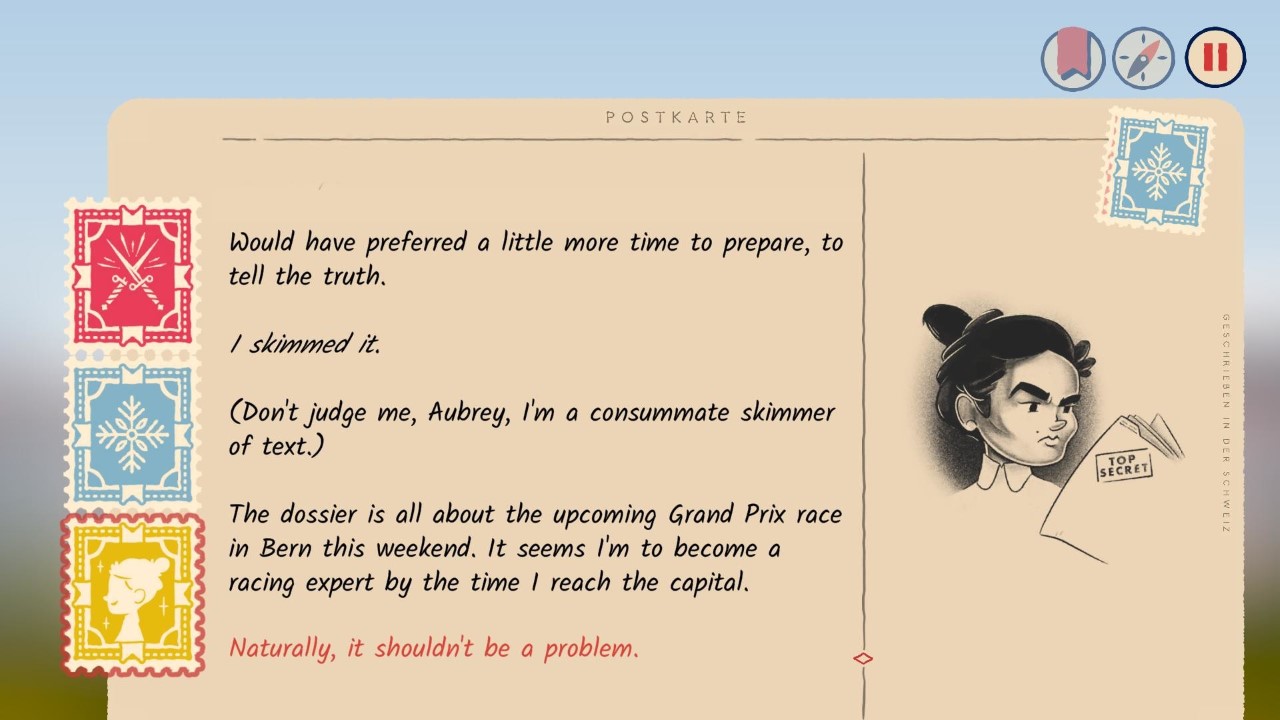 POSTKARTE
Would have preferred a little more time to prepare, to
tell the truth.
I skimmed it.
(Don't judge me, Aubrey, I'm a consummate skimmer
of text.)
The dossier is all about the upcoming Grand Prix race
in Bern this weekend. It seems I'm to become a
racing expert by the time I reach the capital.
Naturally, it shouldn't be a problem.
TOP
SECRET
GESCHRIEBEN IN DER SCHWEIZ